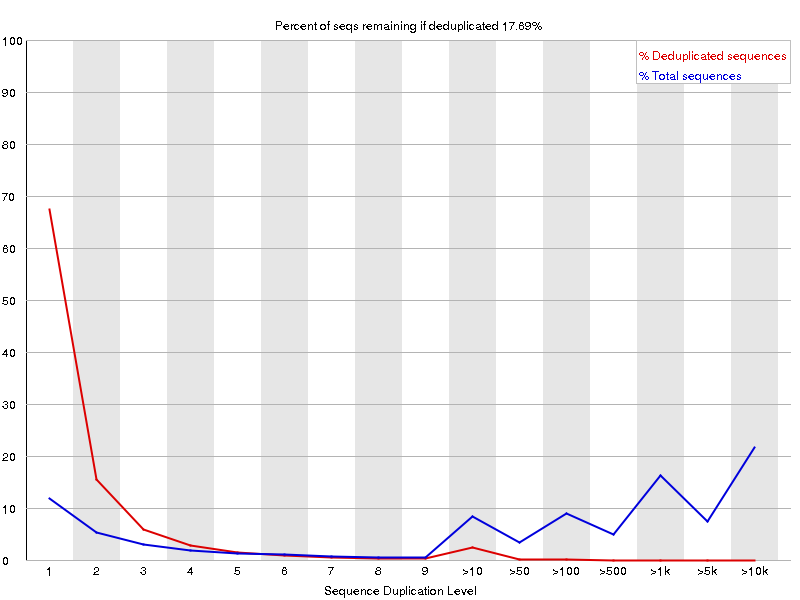 Percent of seqs remaining if deduplicated 17.69%
% Deduplicated sequences
% Total sequences
100
90
80
70
60
50
40
30
20
10
0
1 2 3 4 5 6 7 8 9 >10 >50 >100 >500 >1k >5k >10k
Sequence Duplication Level